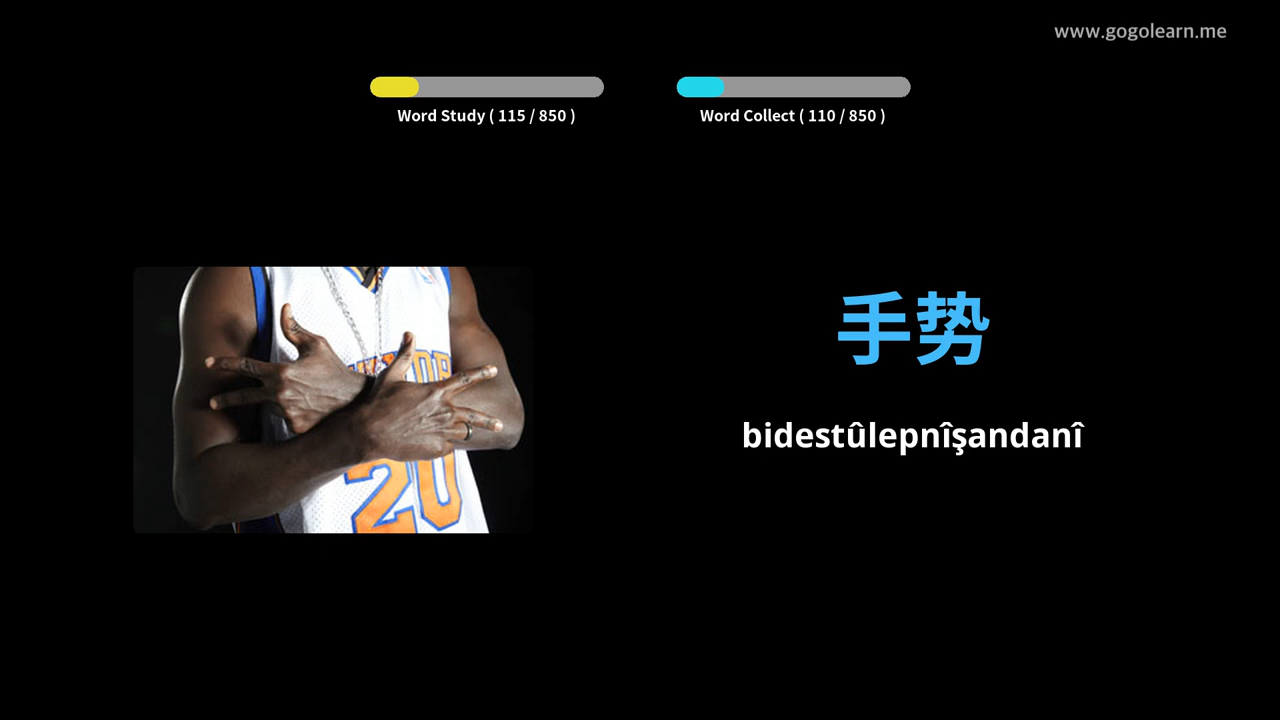 www.gogolearn.me
Word Study ( 115 / 850 )
Word Collect ( 110 / 850 )
手势
bidestûlepnîşandanî
20